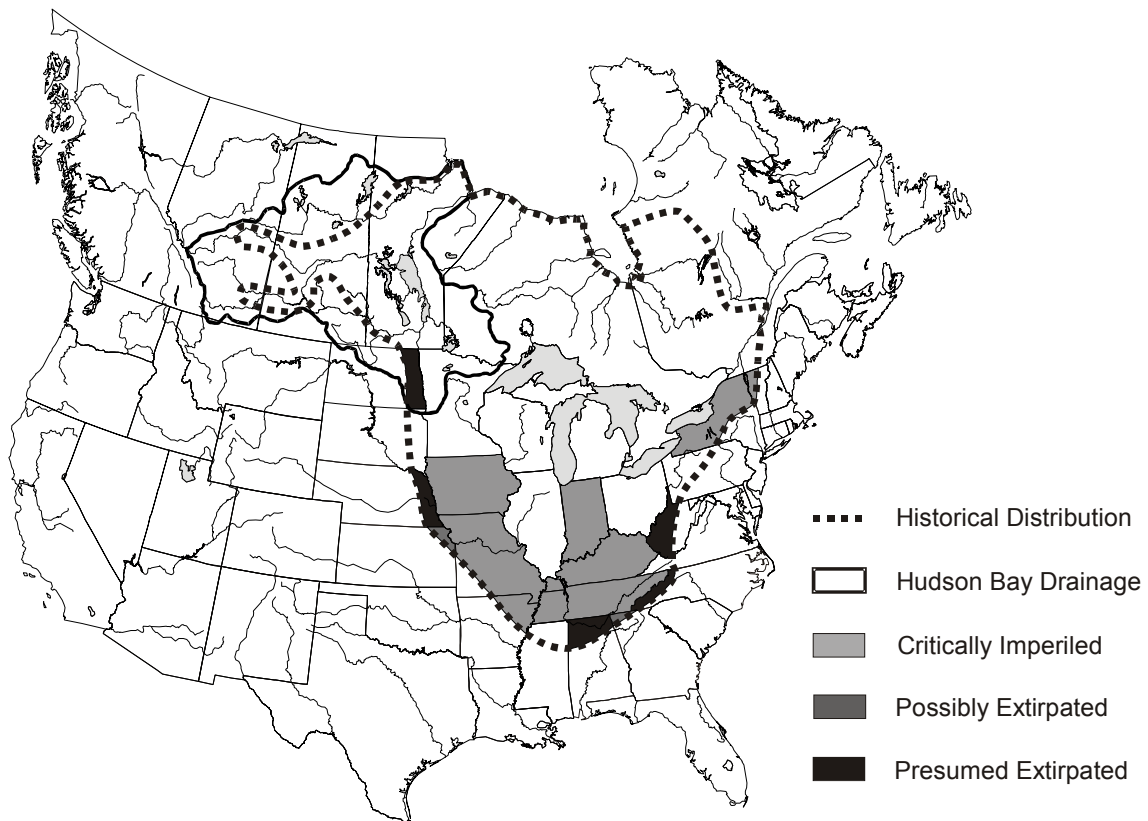 Historical Distribution
Hudson Bay Drainage
Critically Imperiled
Possibly Extirpated
Presumed Extirpated